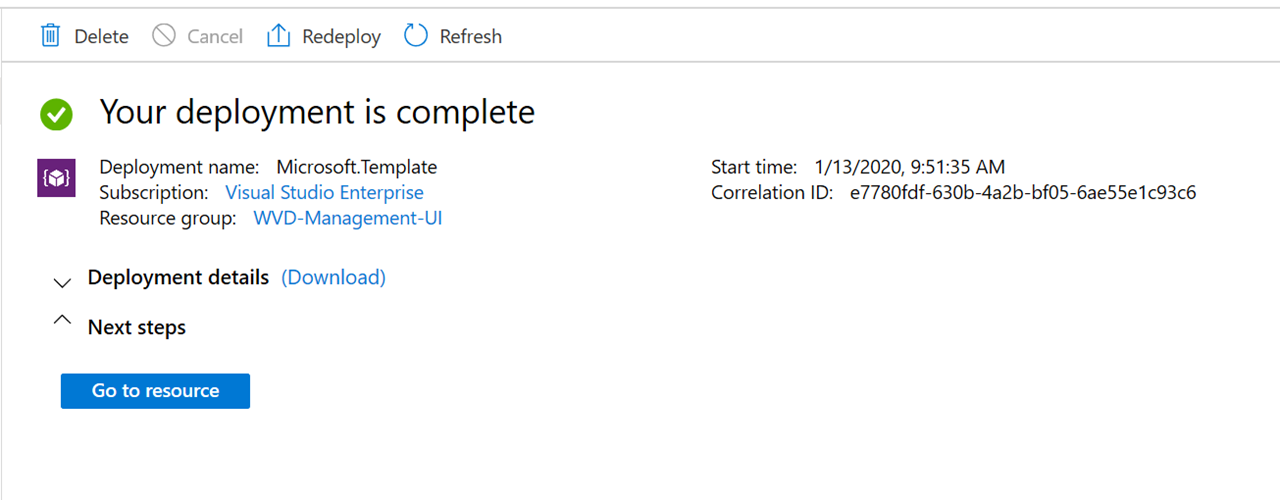 Delete Cancel Redeploy Refresh
Your deployment is complete
Deployment name: Microsoft.Template Start time: 1/13/2020, 9:51:35 AM
Subscription: Visual Studio Enterprise Correlation ID: e7780fdf-630b-4a2b-bf05-6ae55e1c93c6
Resource group: WVD-Management-UI
Deployment details (Download)
Next steps
Go to resource